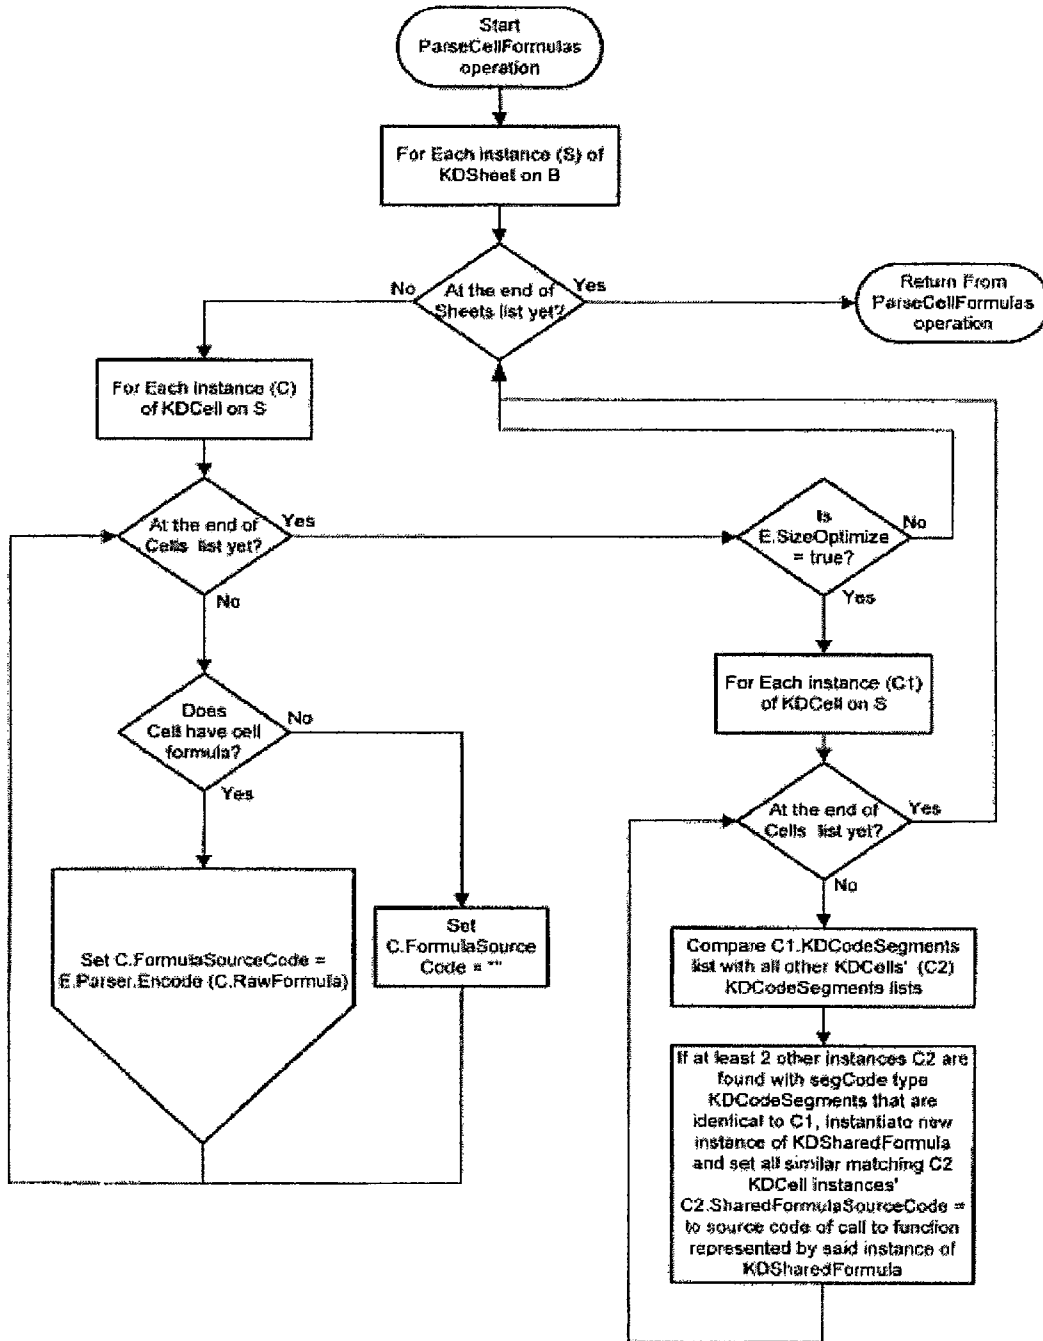 Start
ParseCellFormulas
operation
For Each instance (S) of
KDSheet on B
No
At the end of
Sheets list yet?
Yes
Return From
ParseCellFormulas
operation
For Each instance (C)
of KDCell on S
At the end of
Cells list yet?
Yes
No
Is
E.SizeOptimize
= true?
No
Yes
For Each instance (C1)
of KDCell on S
Does
Cell have cell
formula?
No
Yes
At the end of
Cells list yet?
Yes
No
Set C.FormulaSourceCode =
E.Parser.Encode (C.RawFormula)
Set
C.FormulaSource
Code = ""
Compare C1.KDCodeSegments
list with all other KDCells' (C2)
KDCodeSegments lists
If at least 2 other instances C2 are
found with segCode type
KDCodeSegments that are
identical to C1, instantiate new
instance of KDSharedFormula
and set all similar matching C2
KDCell instances'
C2.SharedFormulaSourceCode =
to source code of call to function
represented by said instance of
KDSharedFormula